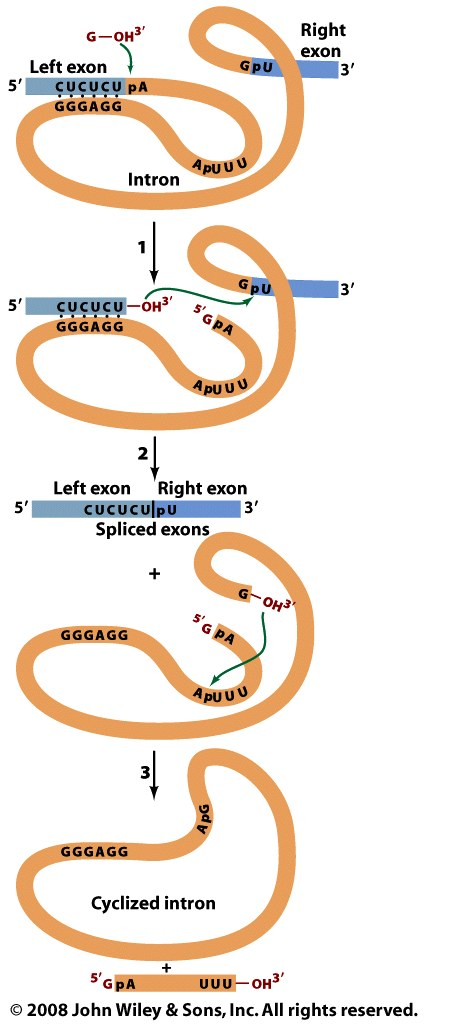 G–OH3′
Right
exon
Left exon
GpU
3′
5′
CUCUCU pA
GGGAGG
ApUUU
Intron
1
GpU
3′
5′
CUCUCU–OH3′
5′GpA
GGGAGG
ApUUU
2
Left exon Right exon
5′
CUCUCU|pU
3′
Spliced exons
+
G–OH3′
5′GpA
GGGAGG
ApUUU
3
ApG
GGGAGG
Cyclized intron
+
5′GpA UUU–OH3′
© 2008 John Wiley & Sons, Inc. All rights reserved.